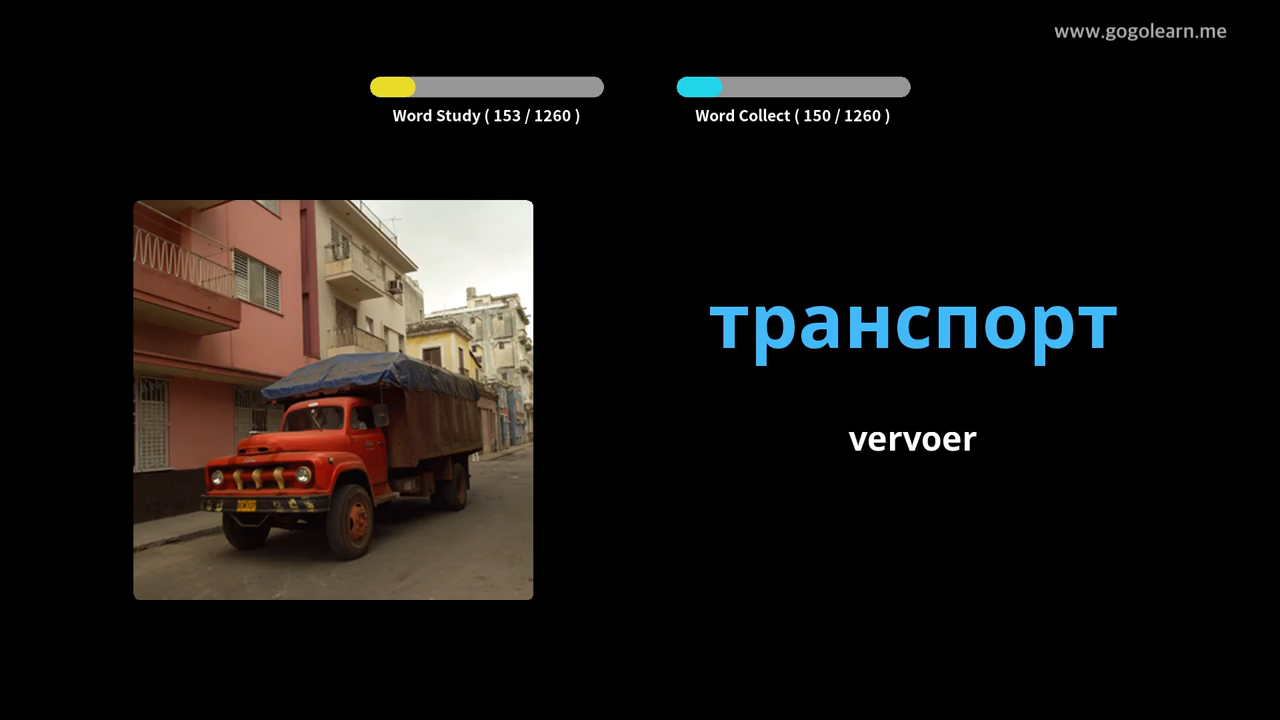 www.gogolearn.me
Word Study ( 153 / 1260 )
Word Collect ( 150 / 1260 )
транспорт
vervoer